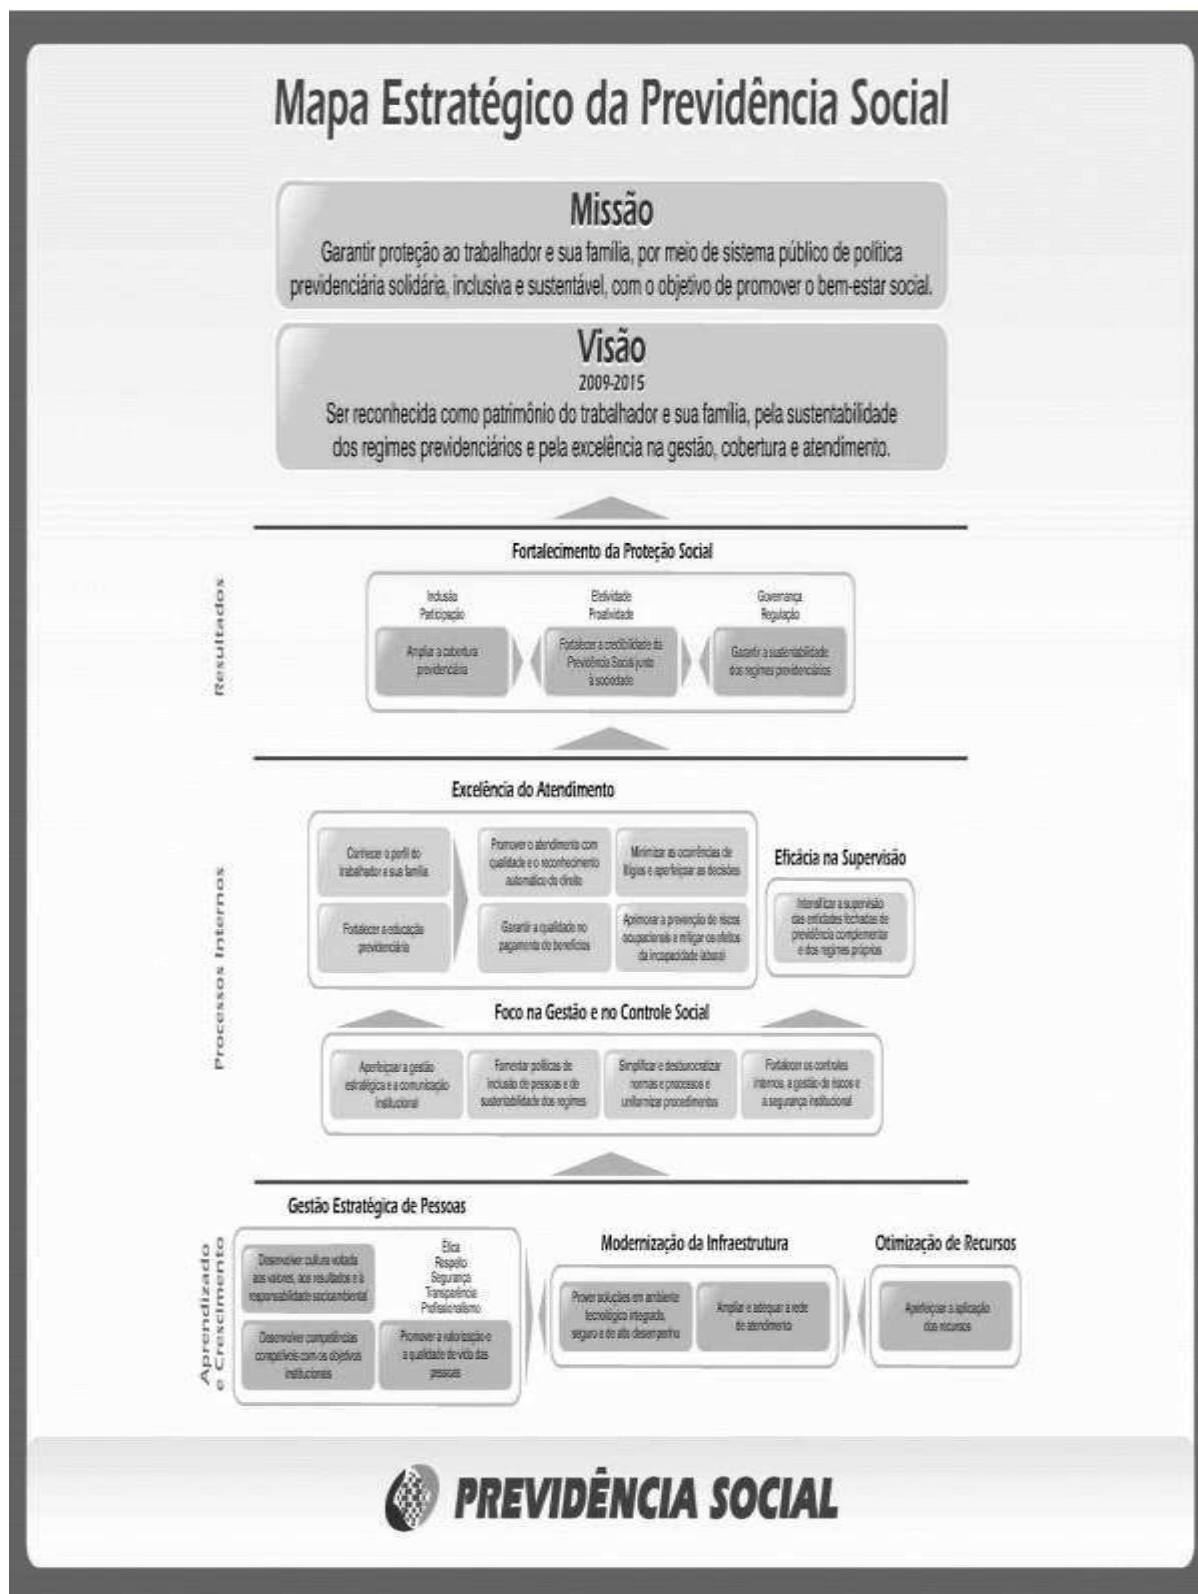 Mapa Estratégico da Previdência Social
Missão
Garantir proteção ao trabalhador e sua família, por meio de sistema público de política
previdenciária solidária, inclusiva e sustentável, com o objetivo de promover o bem-estar social.
Visão
2009-2015
Ser reconhecida como patrimônio do trabalhador e sua família, pela sustentabilidade
dos regimes previdenciários e pela excelência na gestão, cobertura e atendimento.
Resultados
Fortalecimento da Proteção Social
Inclusão
Participação
Ampliar a cobertura
previdenciária
Efetividade
Proatividade
Fortalecer a credibilidade da
Previdência Social junto
à sociedade
Governança
Regulação
Garantir a sustentabilidade
dos regimes previdenciários
Processos Internos
Excelência do Atendimento
Conhecer o perfil do
trabalhador e sua família
Fortalecer a educação
previdenciária
Promover o atendimento com
qualidade e o reconhecimento
automático do direito
Garantir a qualidade no
pagamento de benefícios
Minimizar as ocorrências de
litígios e aperfeiçoar as decisões
Aprimorar a prevenção de riscos
ocupacionais e mitigar os efeitos
da incapacidade laboral
Eficácia na Supervisão
Intensificar a supervisão
das entidades fechadas de
previdência complementar
e dos regimes próprios
Foco na Gestão e no Controle Social
Aperfeiçoar a gestão
estratégica e a comunicação
institucional
Fomentar políticas de
inclusão de pessoas e de
sustentabilidade dos regimes
Simplificar e desburocratizar
normas e processos e
uniformizar procedimentos
Fortalecer os controles
internos, a gestão de riscos e
a segurança institucional
Aprendizado
e Crescimento
Gestão Estratégica de Pessoas
Desenvolver cultura voltada
aos valores, aos resultados e à
responsabilidade socioambiental
Ética
Respeito
Segurança
Transparência
Profissionalismo
Desenvolver competências
compatíveis com os objetivos
institucionais
Promover a valorização e
a qualidade de vida das
pessoas
Modernização da Infraestrutura
Prover soluções em ambiente
tecnológico integrado,
seguro e de alto desempenho
Ampliar e adequar a rede
de atendimento
Otimização de Recursos
Aperfeiçoar a aplicação
dos recursos
PREVIDÊNCIA SOCIAL